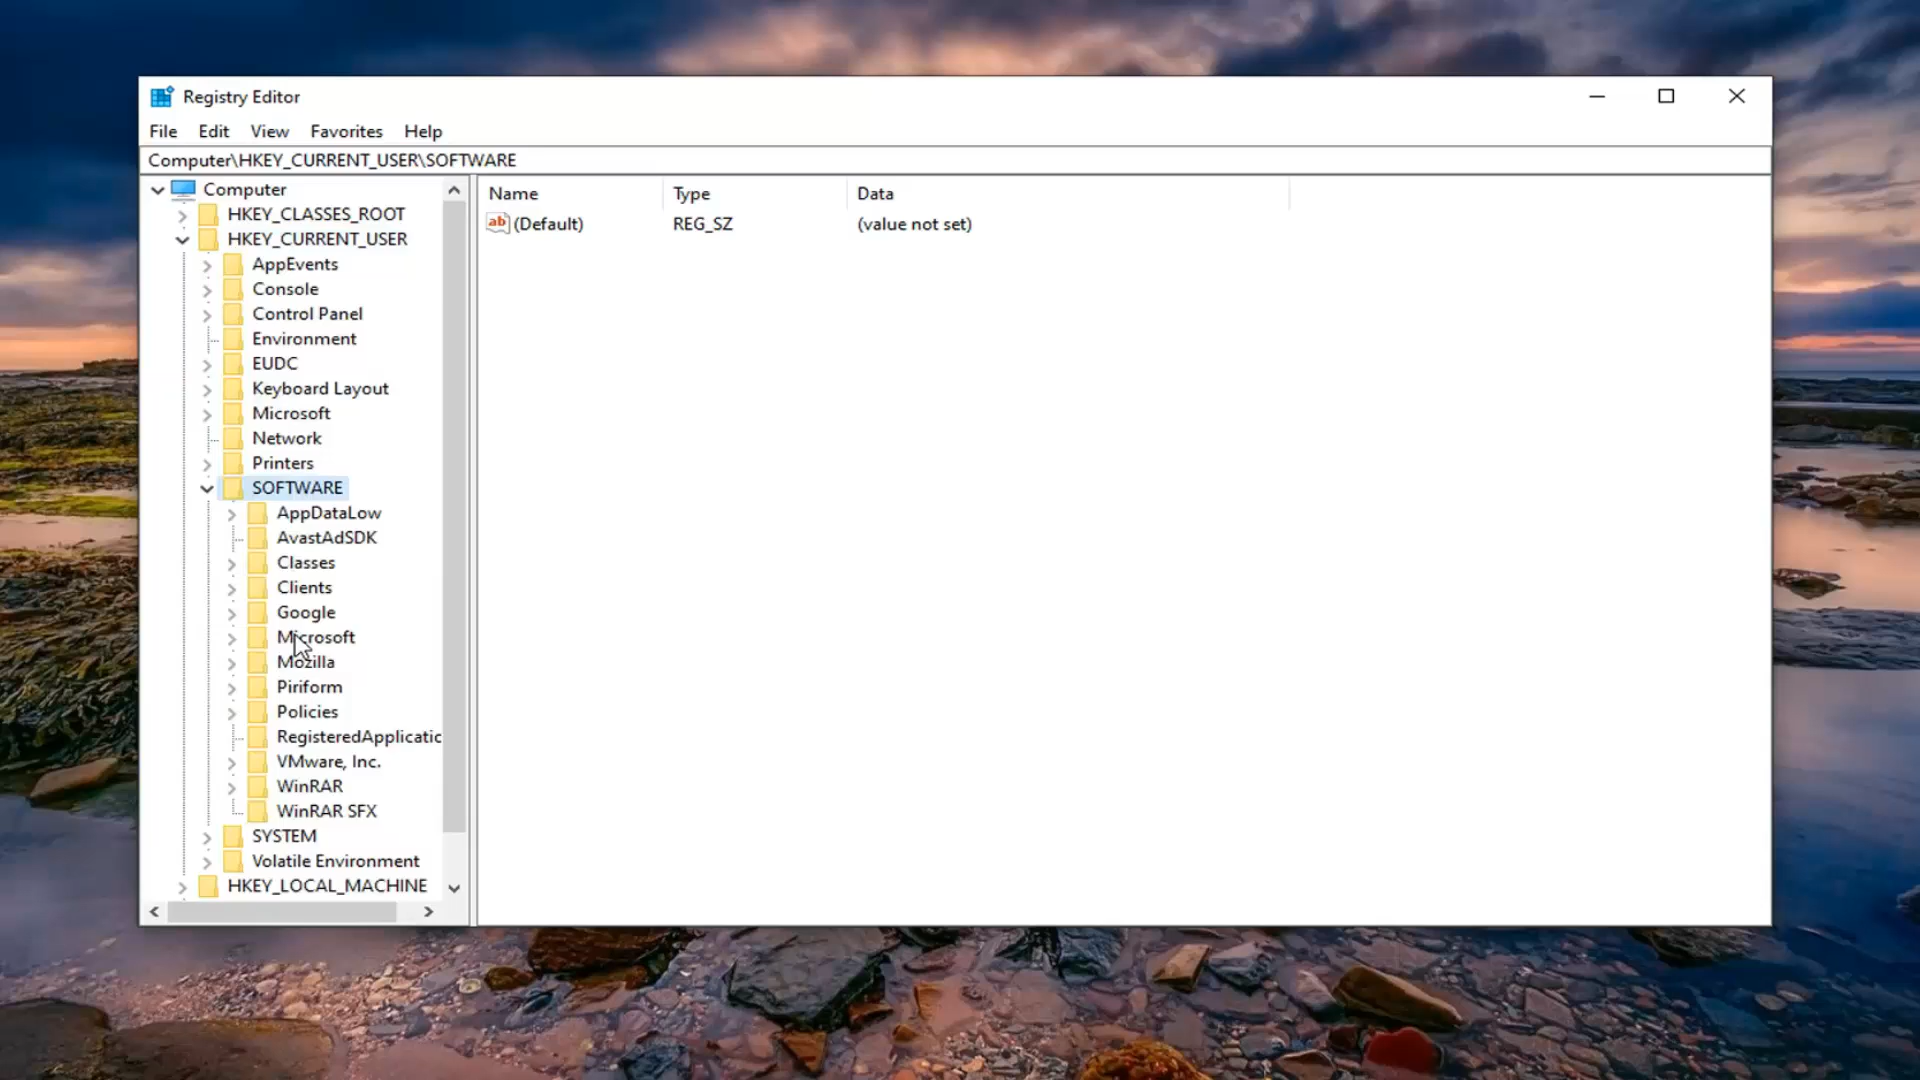 Registry Editor
File Edit View Favorites Help
Computer\HKEY_CURRENT_USER\SOFTWARE
Computer
HKEY_CLASSES_ROOT
HKEY_CURRENT_USER
AppEvents
Console
Control Panel
Environment
EUDC
Keyboard Layout
Microsoft
Network
Printers
SOFTWARE
AppDataLow
AvastAdSDK
Classes
Clients
Google
Microsoft
Mozilla
Piriform
Policies
RegisteredApplicatic
VMware, Inc.
WinRAR
WinRAR SFX
SYSTEM
Volatile Environment
HKEY_LOCAL_MACHINE
Name Type Data
ab (Default) REG_SZ (value not set)